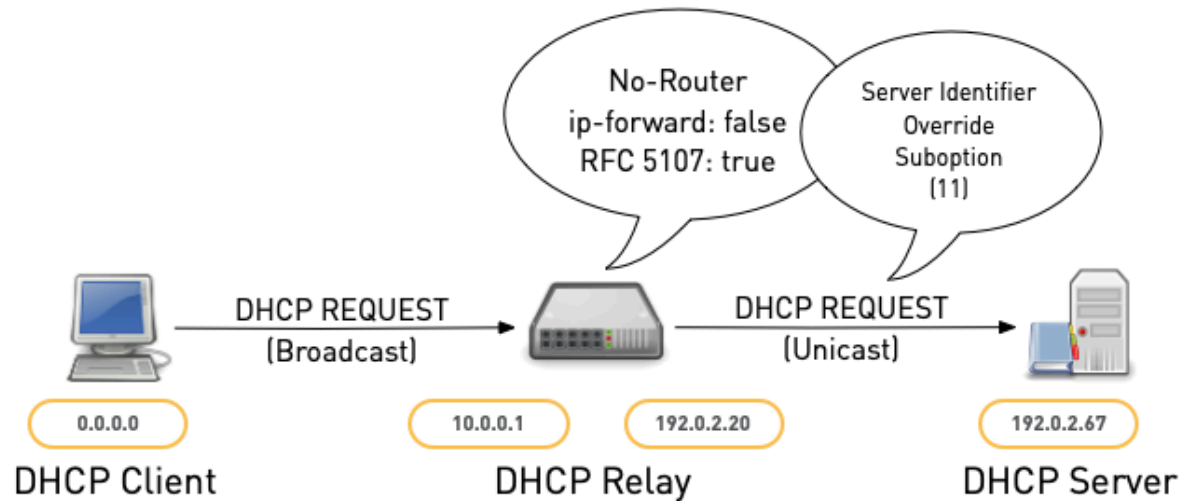 No-Router
ip-forward: false
RFC 5107: true
Server Identifier
Override
Suboption
(11)
DHCP REQUEST
(Broadcast)
DHCP REQUEST
(Unicast)
0.0.0.0
10.0.0.1
192.0.2.20
192.0.2.67
DHCP Client
DHCP Relay
DHCP Server